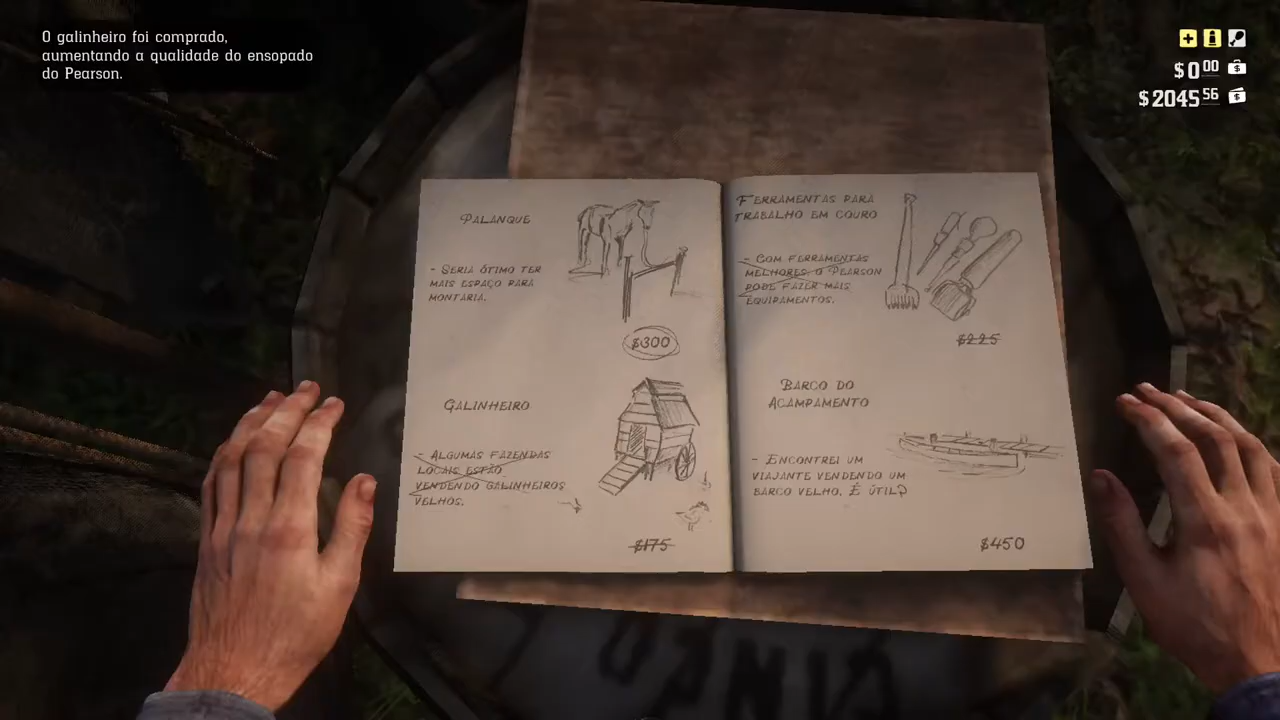 O galinheiro foi comprado,
aumentando a qualidade do ensopado
do Pearson.
$0 00
$2045 56
PALANQUE
- SERIA ÓTIMO TER
MAIS ESPAÇO PARA
MONTARIA.
$300
GALINHEIRO
- ALGUMAS FAZENDAS
LOCAIS ESTÃO
VENDENDO GALINHEIROS
VELHOS.
$175
FERRAMENTAS PARA
TRABALHO EM COURO
- COM FERRAMENTAS
MELHORES, O PEARSON
PODE FAZER MAIS
EQUIPAMENTOS.
$225
BARCO DO
ACAMPAMENTO
- ENCONTREI UM
VIAJANTE VENDENDO UM
BARCO VELHO. É ÚTIL?
$450